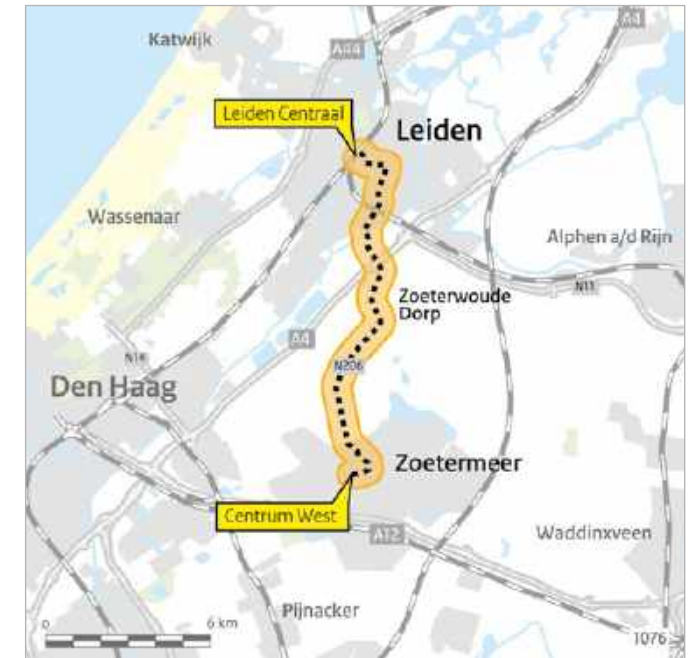 Katwijk
A44
A4
Leiden Centraal
Leiden
Wassenaar
Alphen a/d Rijn
N11
Zoeterwoude
Dorp
A4
N14
N206
Den Haag
Zoetermeer
Centrum West
A12
Waddinxveen
Pijnacker
0
6 km
1076